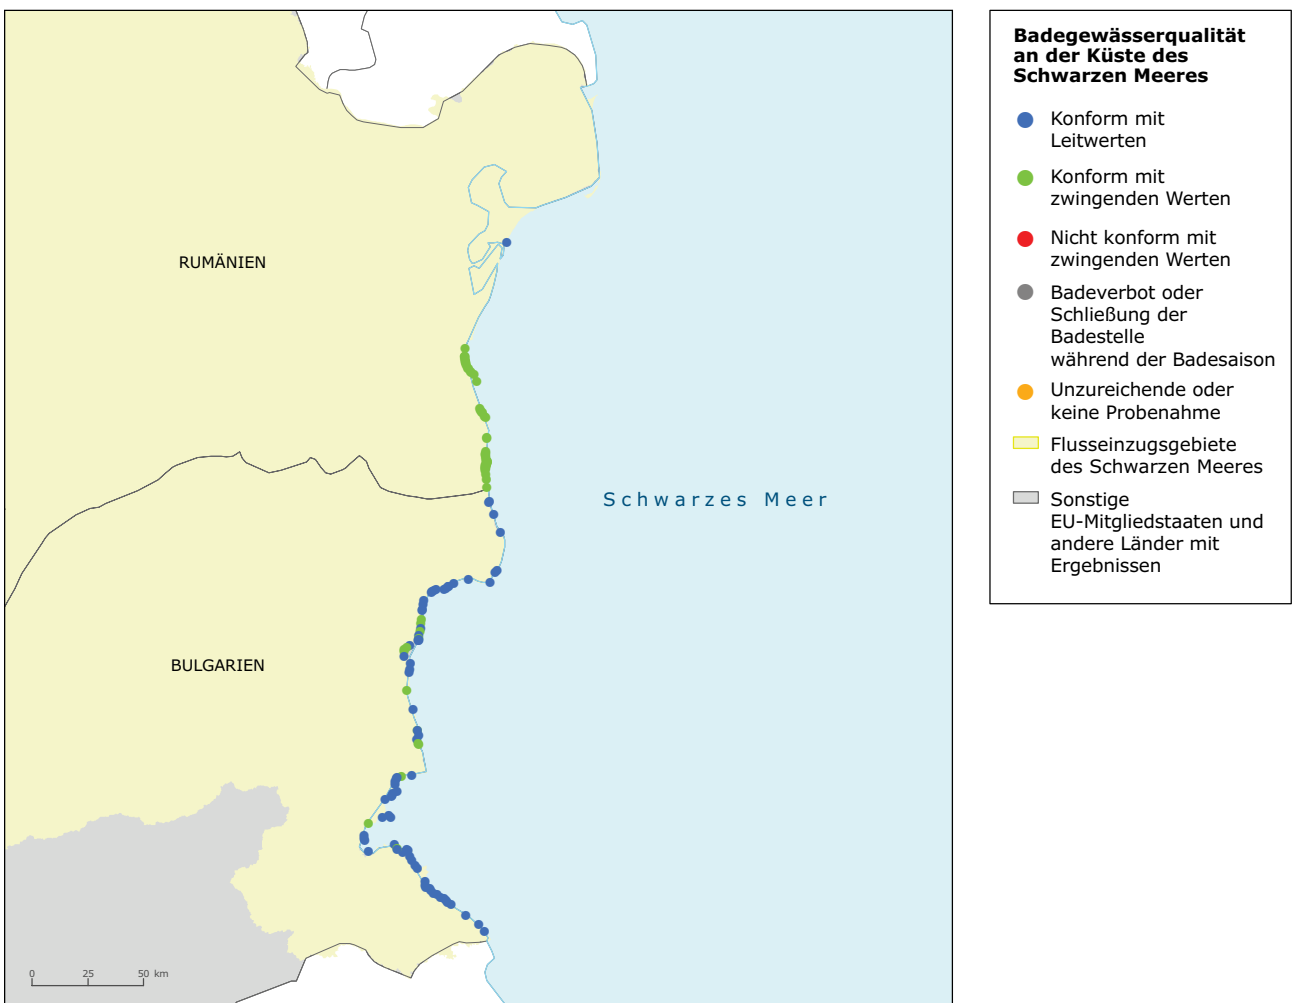 RUMÄNIEN
BULGARIEN
Schwarzes Meer
0 25 50 km
Badegewässerqualität
an der Küste des
Schwarzen Meeres
Konform mit
Leitwerten
Konform mit
zwingenden Werten
Nicht konform mit
zwingenden Werten
Badeverbot oder
Schließung der
Badestelle
während der Badesaison
Unzureichende oder
keine Probenahme
Flusseinzugsgebiete
des Schwarzen Meeres
Sonstige
EU-Mitgliedstaaten und
andere Länder mit
Ergebnissen